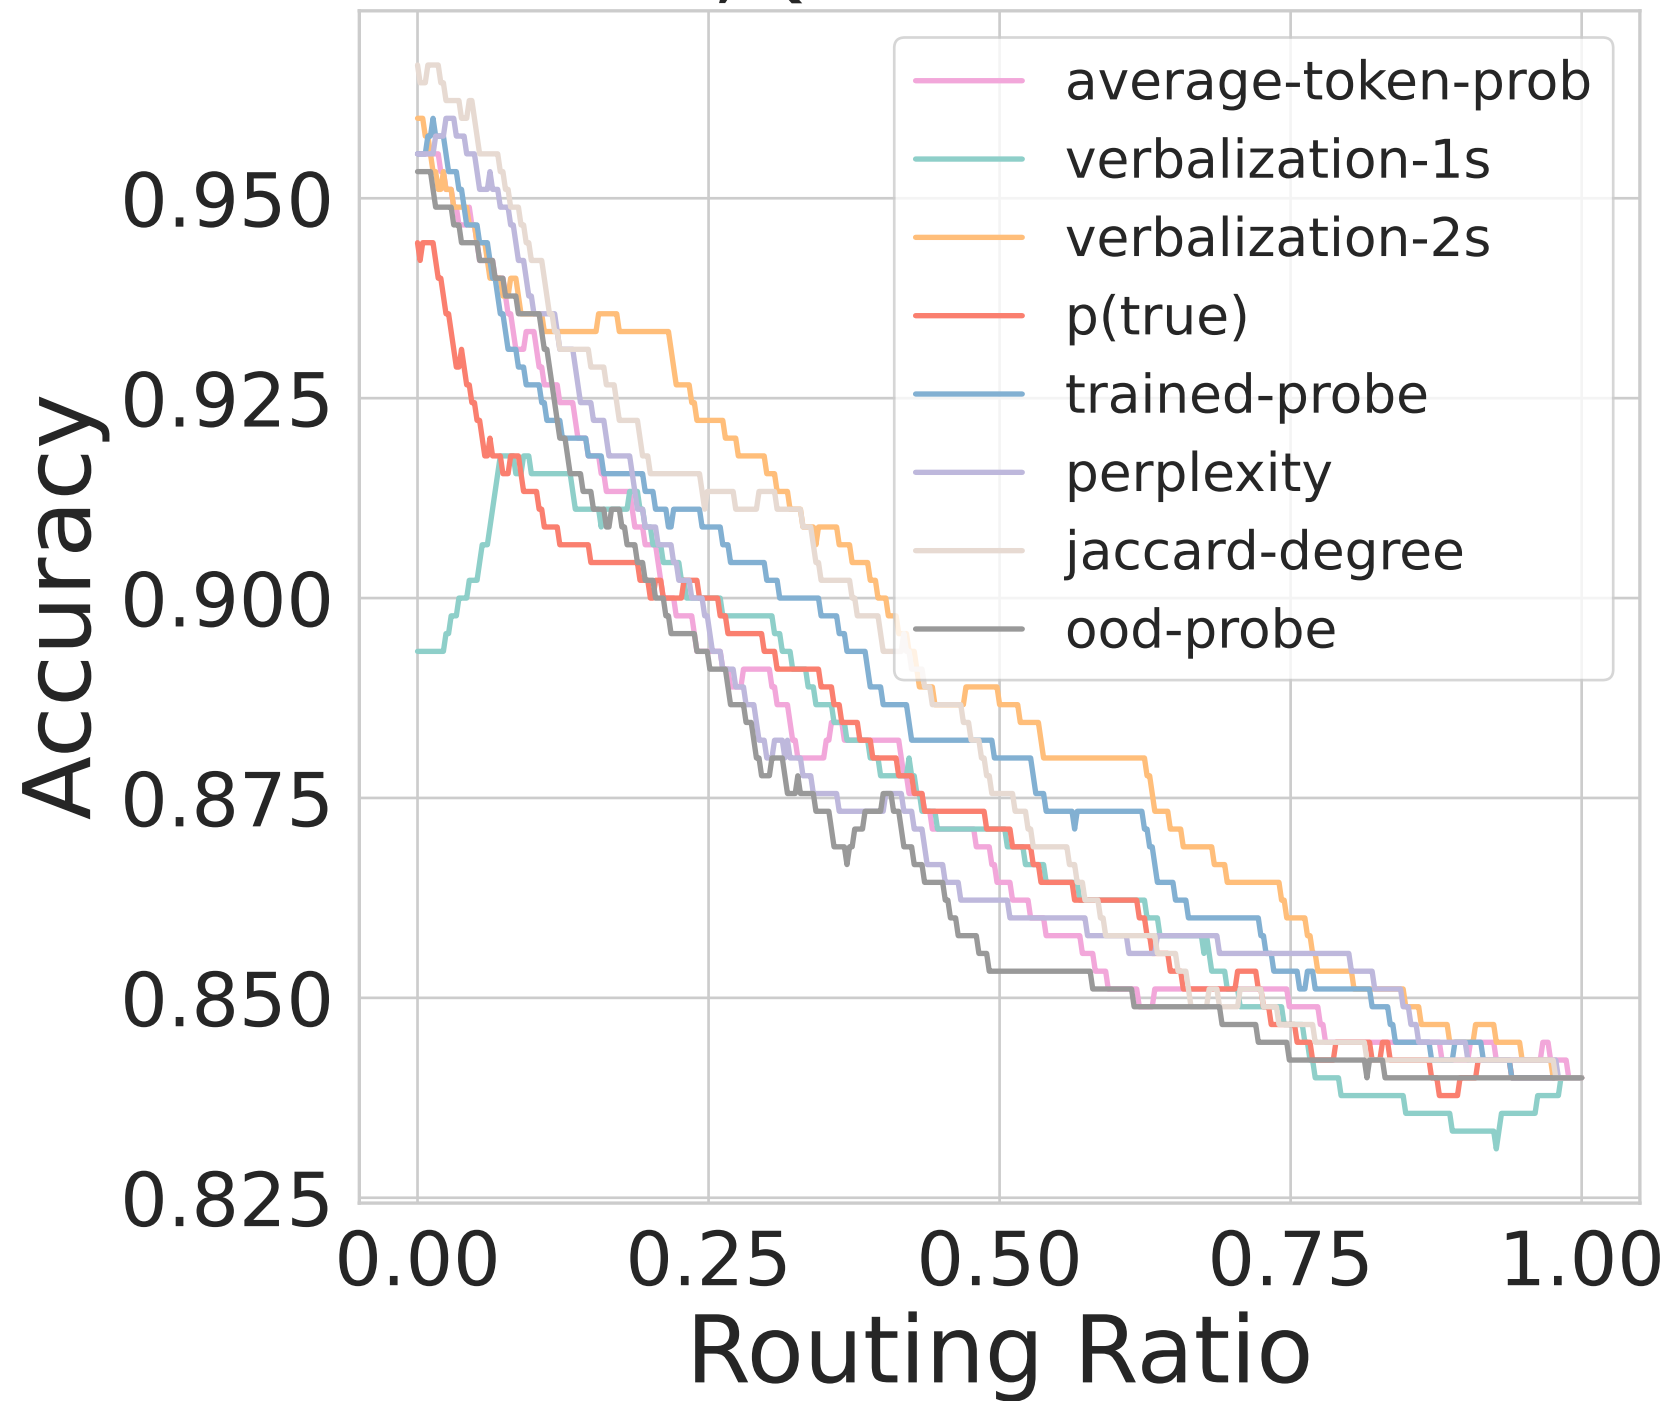 average-token-prob
verbalization-1s
verbalization-2s
p(true)
trained-probe
perplexity
jaccard-degree
ood-probe
0.950
0.925
0.900
0.875
0.850
0.825
Accuracy
0.00 0.25 0.50 0.75 1.00
Routing Ratio